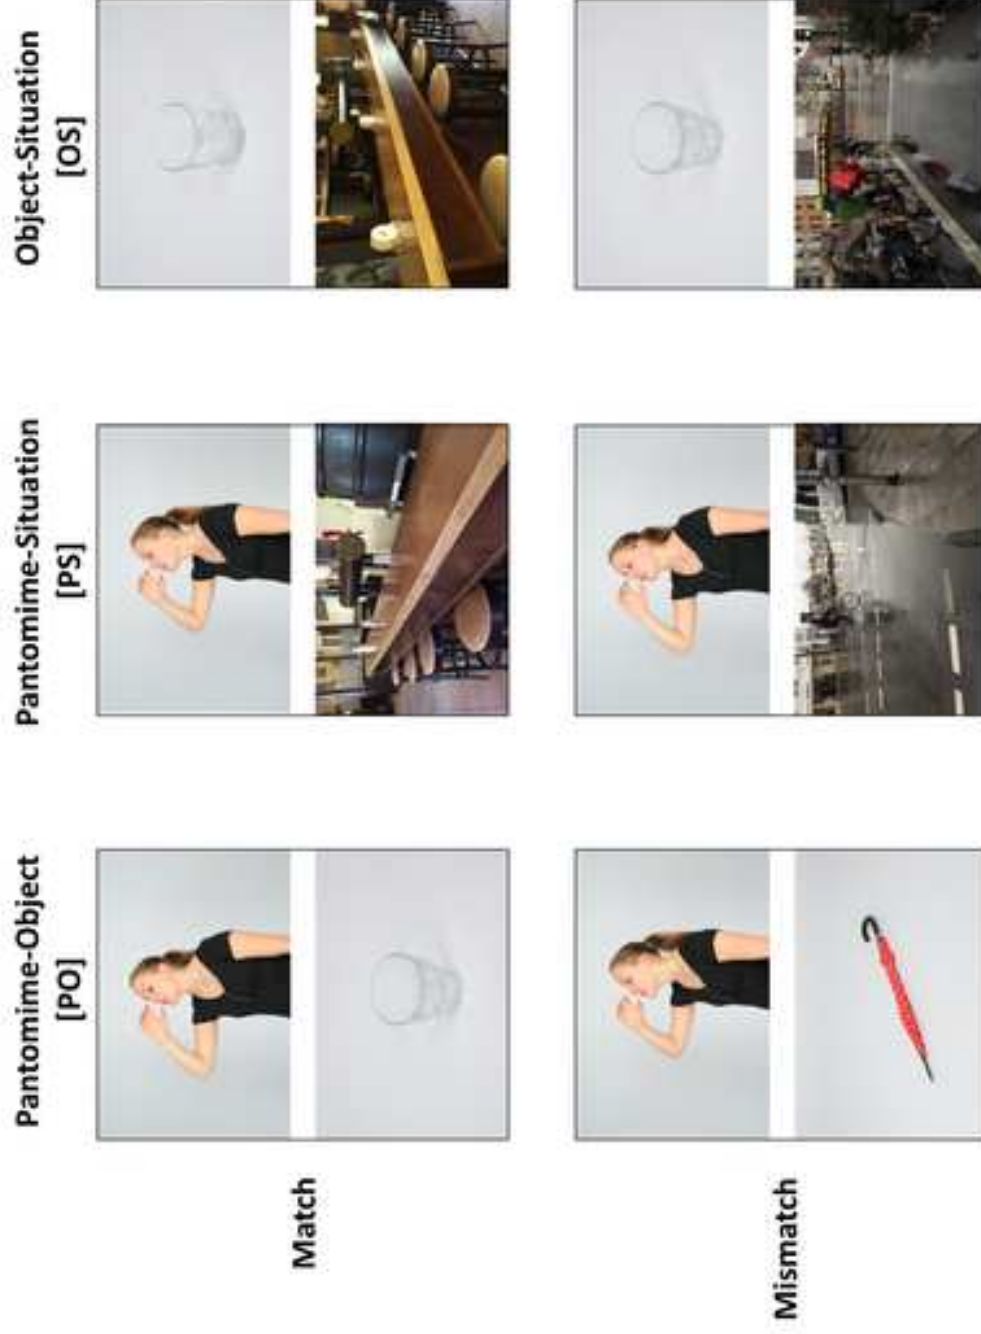 Pantomime-Object
[PO]
Pantomime-Situation
[PS]
Object-Situation
[OS]
Match
Mismatch